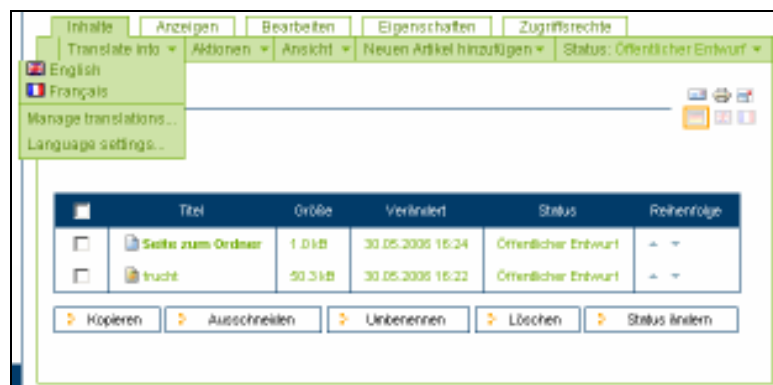 Inhalte Anzeigen Bearbeiten Eigenschaften Zugriffsrechte
Translate into Aktionen Ansicht Neuen Artikel hinzufügen Status: Öffentlicher Entwurf
English
Français
Manage translations...
Language settings...
Titel Größe Verändert Status Reihenfolge
Seite zum Ordner 1.0 kB 30.05.2006 16:24 Öffentlicher Entwurf
frucht 50.3 kB 30.05.2006 16:22 Öffentlicher Entwurf
Kopieren Ausschneiden Umbenennen Löschen Status ändern